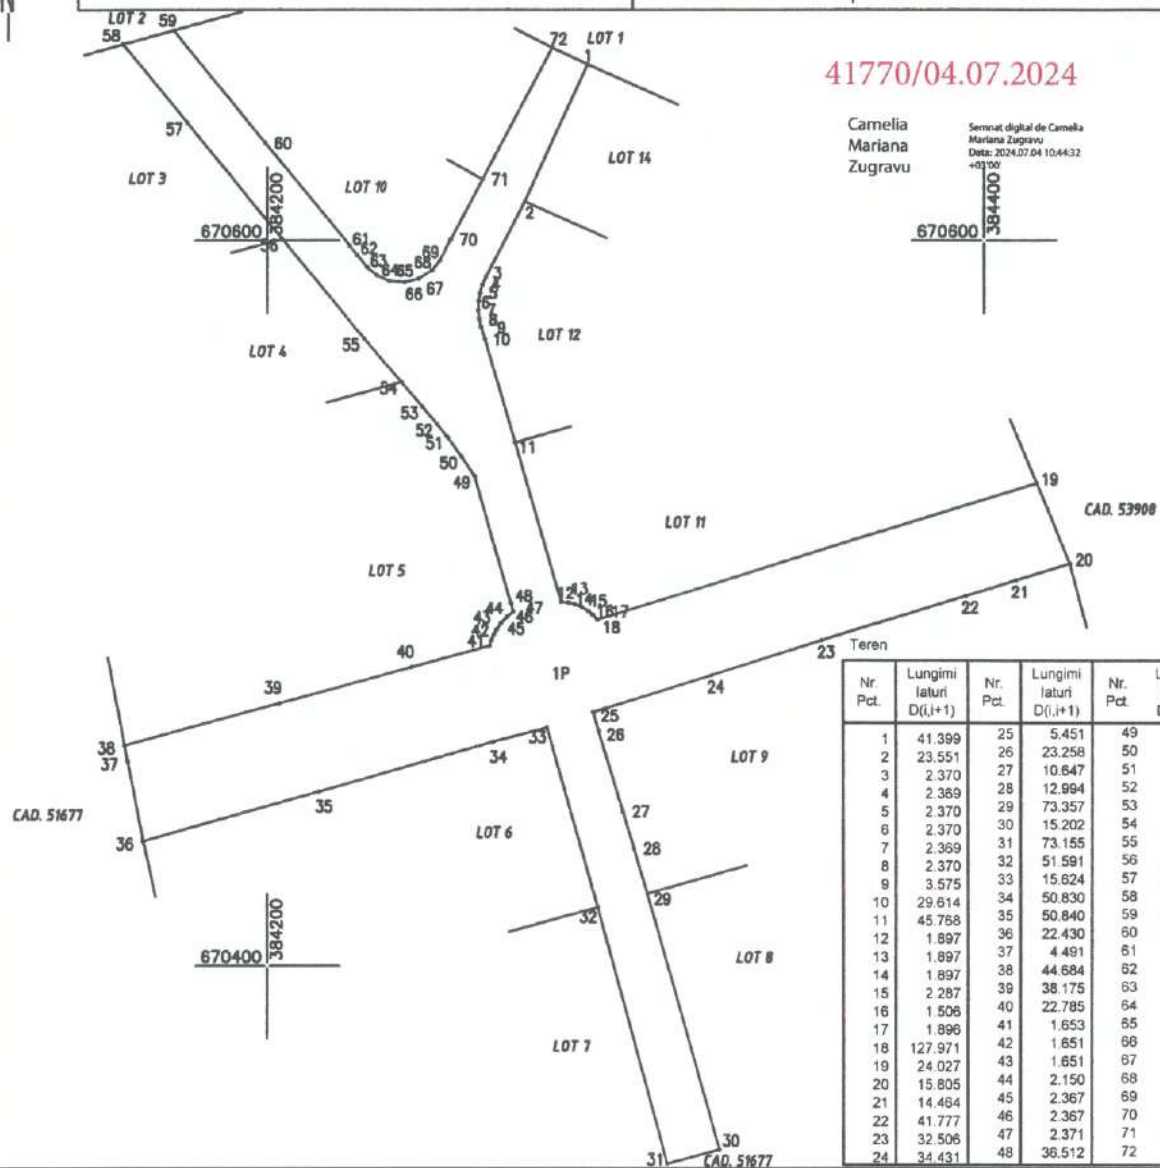 N
LOT 2
59
58
72
LOT 1
1
41770/04.07.2024
Camelia
Mariana
Zugravu
Semnat digital de Camelia
Mariana Zugravu
Data: 2024.07.04 10:44:32
+03'00'
57
60
LOT 3
LOT 10
71
LOT 14
2
384200
670600
56
384400
670600
61
62
63
64
65
66
67
68
69
70
3
4
5
6
7
8
9
10
LOT 12
55
LOT 4
54
53
52
51
50
49
11
19
CAD. 53908
LOT 11
20
LOT 5
48
47
46
45
44
43
42
41
12
13
14
15
16
17
18
21
22
23
40
1P
24
39
25
26
38
37
33
34
LOT 9
35
CAD. 51677
36
LOT 6
27
28
29
32
384200
670400
LOT 8
LOT 7
30
31
CAD. 51677
Teren
Nr. Pct. Lungimi laturi D(i,i+1) Nr. Pct. Lungimi laturi D(i,i+1) Nr. Pct. L D
1 41.399 25 5.451 49
2 23.551 26 23.258 50
3 2.370 27 10.647 51
4 2.369 28 12.994 52
5 2.370 29 73.357 53
6 2.370 30 15.202 54
7 2.369 31 73.155 55
8 2.370 32 51.591 56
9 3.575 33 15.624 57
10 29.614 34 50.830 58
11 45.768 35 50.840 59
12 1.897 36 22.430 60
13 1.897 37 4.491 61
14 1.897 38 44.684 62
15 2.287 39 38.175 63
16 1.506 40 22.785 64
17 1.896 41 1.653 65
18 127.971 42 1.651 66
19 24.027 43 1.651 67
20 15.805 44 2.150 68
21 14.464 45 2.367 69
22 41.777 46 2.367 70
23 32.506 47 2.371 71
24 34.431 48 36.512 72